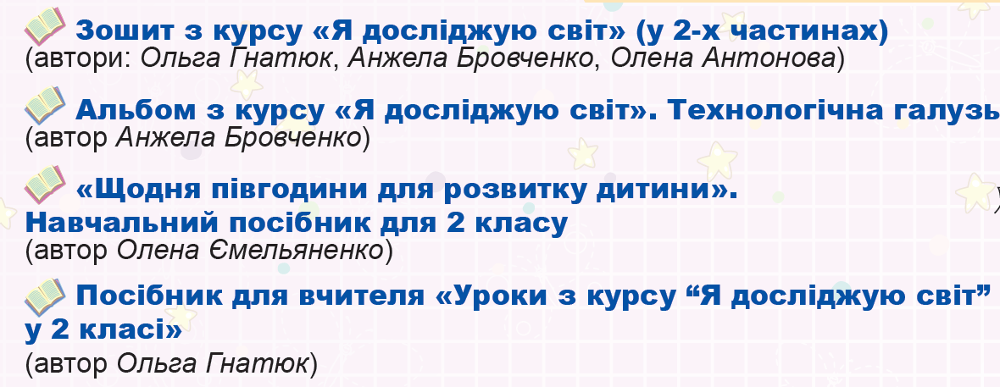 Зошит з курсу «Я досліджую світ» (у 2-х частинах)
(автори: Ольга Гнатюк, Анжела Бровченко, Олена Антонова)
Альбом з курсу «Я досліджую світ». Технологічна галузь
(автор Анжела Бровченко)
«Щодня півгодини для розвитку дитини».
Навчальний посібник для 2 класу
(автор Олена Ємельяненко)
Посібник для вчителя «Уроки з курсу “Я досліджую світ”
у 2 класі»
(автор Ольга Гнатюк)